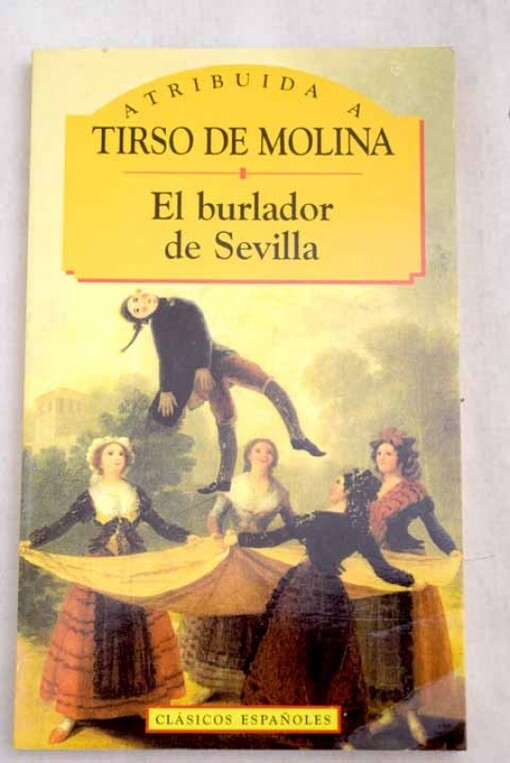 ATRIBUIDA A
TIRSO DE MOLINA
El burlador
de Sevilla
CLÁSICOS ESPAÑOLES